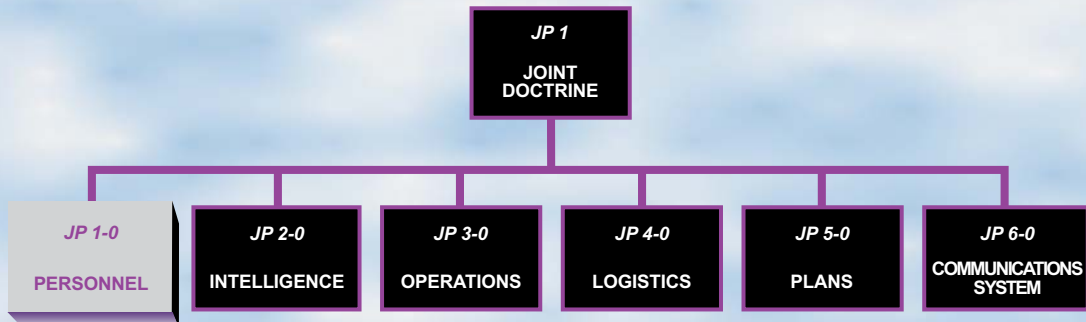 JP 1
JOINT
DOCTRINE
JP 1-0
PERSONNEL
JP 2-0
INTELLIGENCE
JP 3-0
OPERATIONS
JP 4-0
LOGISTICS
JP 5-0
PLANS
JP 6-0
COMMUNICATIONS
SYSTEM